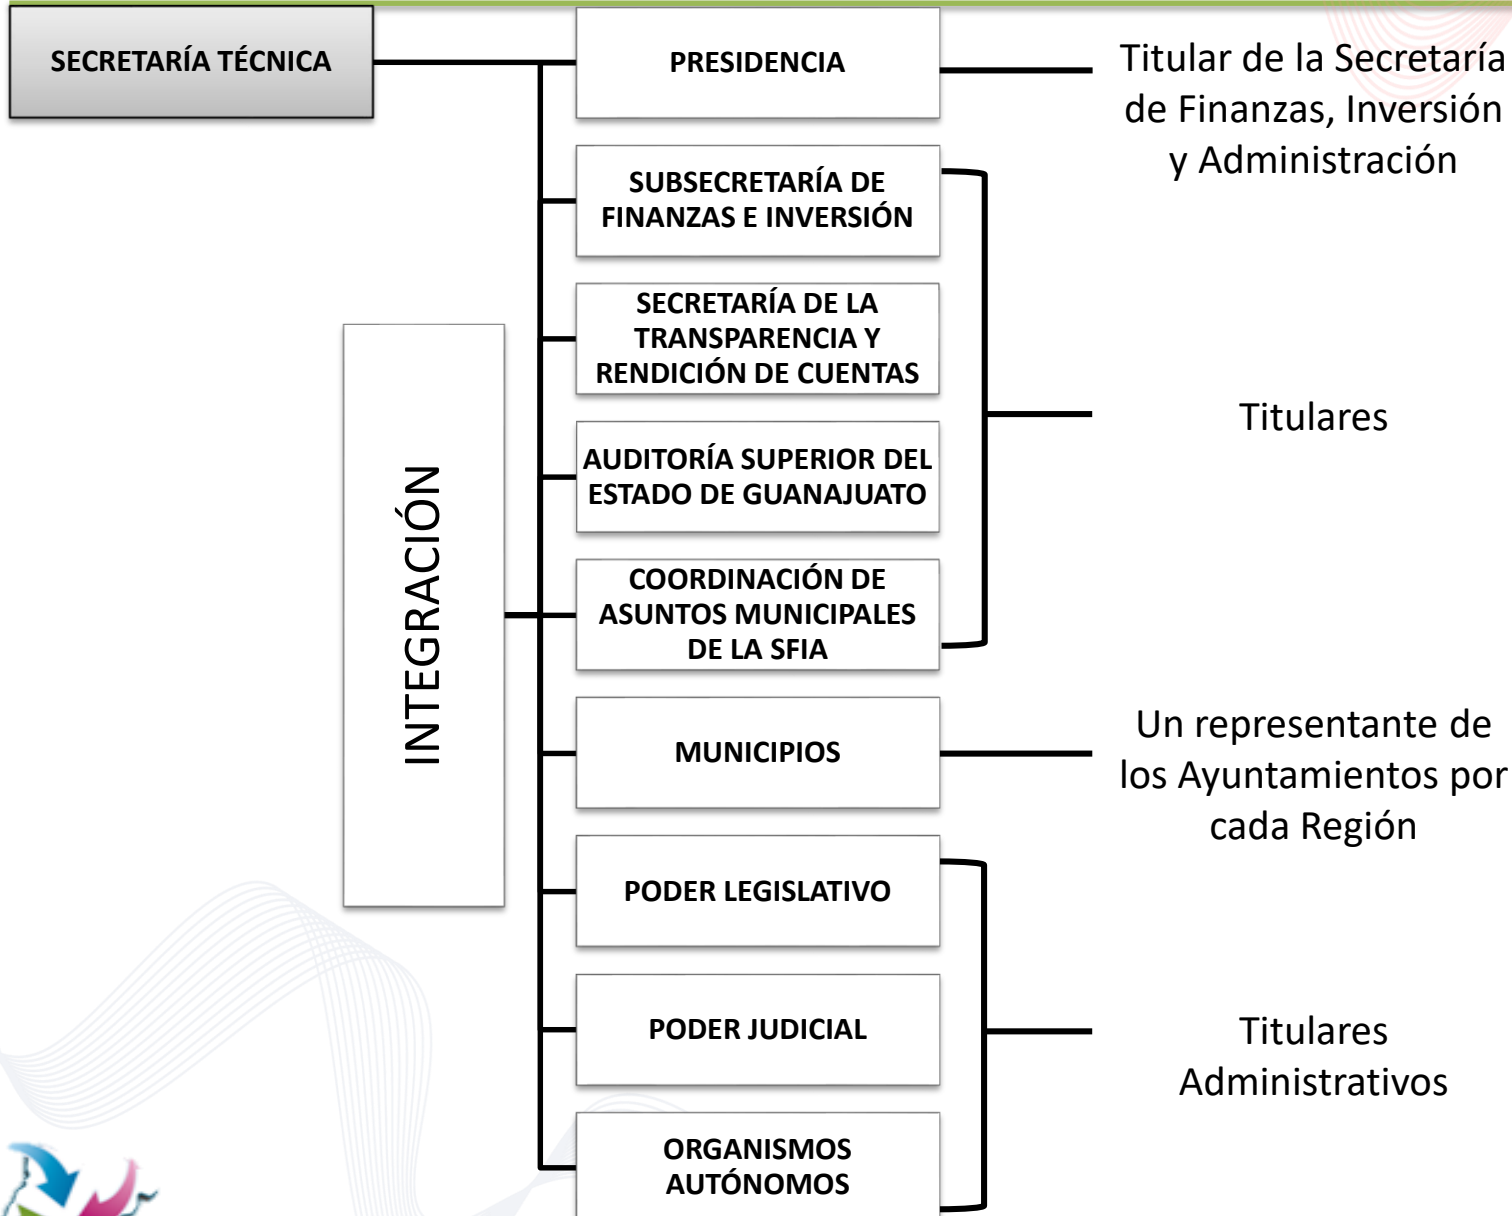 SECRETARÍA TÉCNICA
PRESIDENCIA
Titular de la Secretaría
de Finanzas, Inversión
y Administración
SUBSECRETARÍA DE
FINANZAS E INVERSIÓN
SECRETARÍA DE LA
TRANSPARENCIA Y
RENDICIÓN DE CUENTAS
AUDITORÍA SUPERIOR DEL
ESTADO DE GUANAJUATO
COORDINACIÓN DE
ASUNTOS MUNICIPALES
DE LA SFIA
Titulares
INTEGRACIÓN
MUNICIPIOS
Un representante de
los Ayuntamientos por
cada Región
PODER LEGISLATIVO
PODER JUDICIAL
ORGANISMOS
AUTÓNOMOS
Titulares
Administrativos